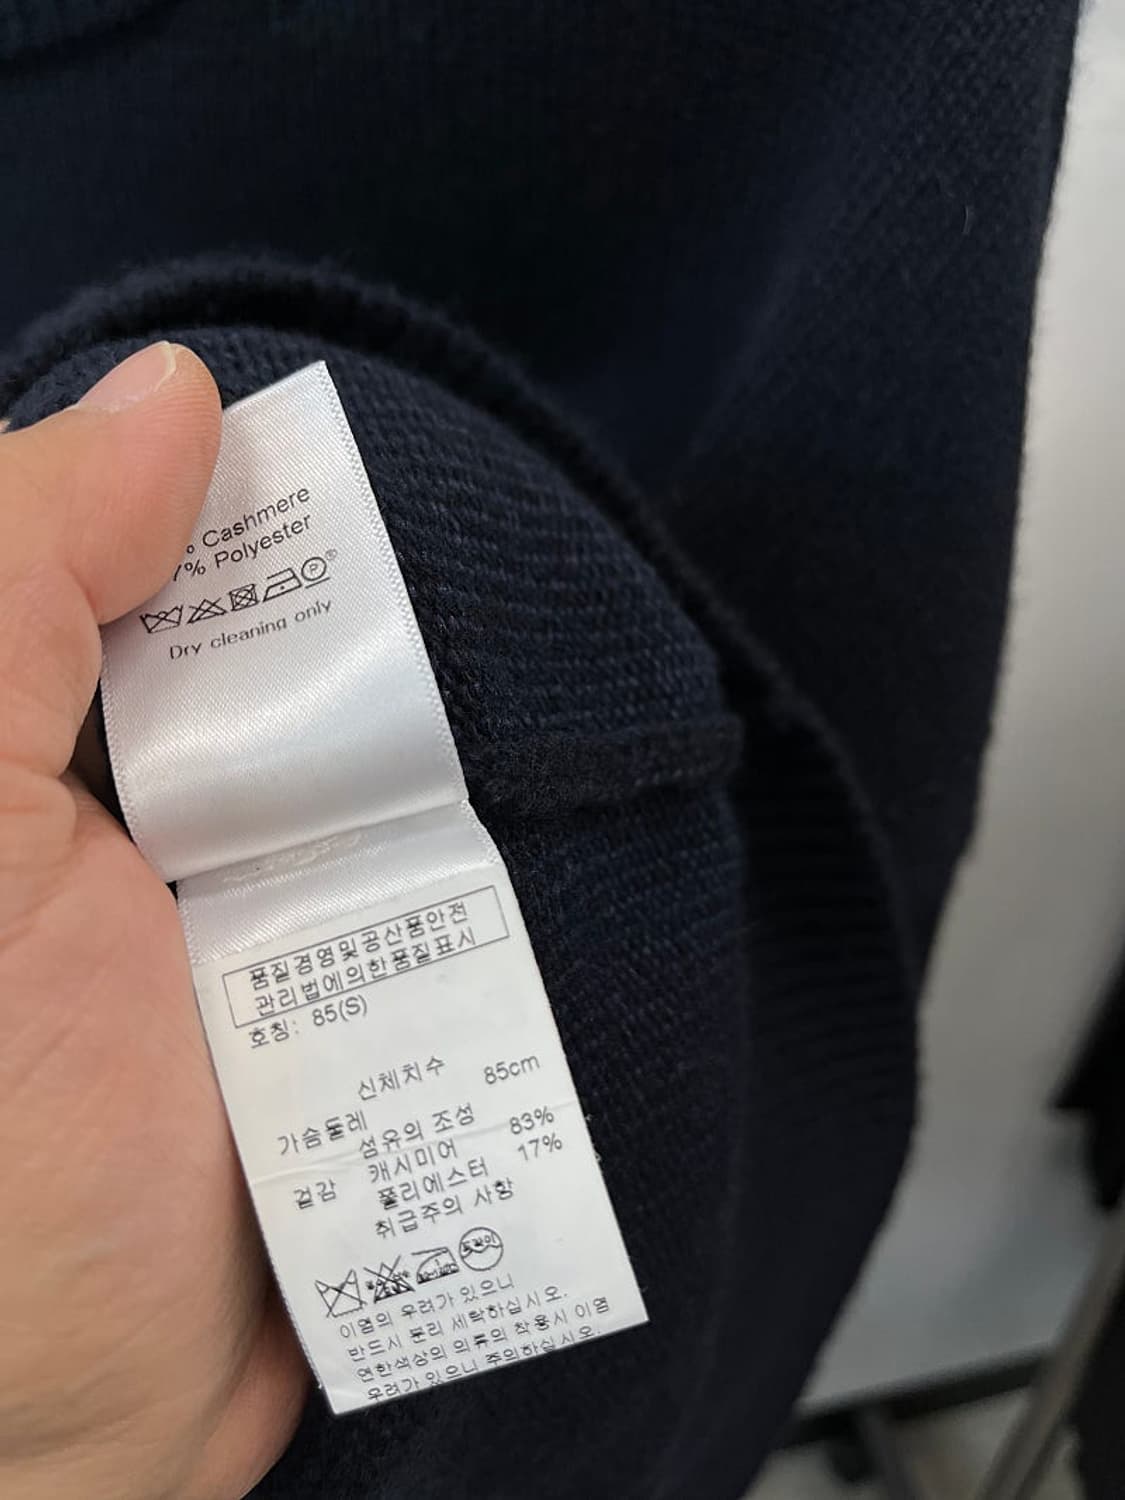 % Cashmere
7% Polyester
Dry cleaning only
품질경영및공산품안전
관리법에의한품질표시
호칭: 85(S)
신체치수
가슴둘레 85cm
섬유의 조성
겉감 캐시미어 83%
폴리에스터 17%
취급주의 사항
드라이
이염의 우려가 있으니
반드시 분리 세탁하십시오.
연한색상의 의류의 착용시 이염
우려가 있으니 주의하십시오.